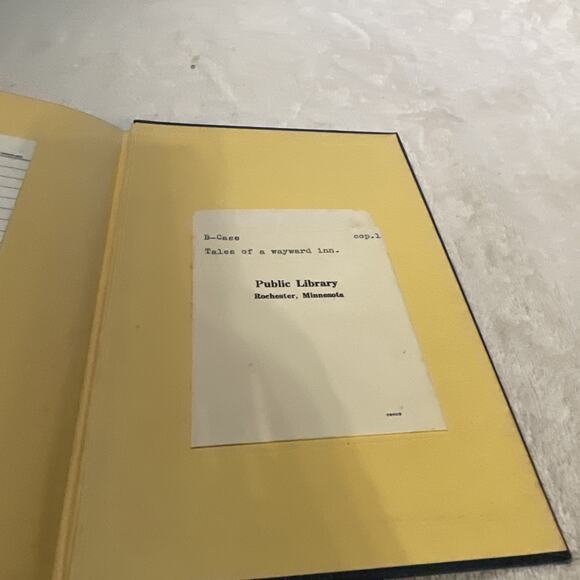 B-Case cop.1
Tales of a wayward inn.
Public Library
Rochester, Minnesota